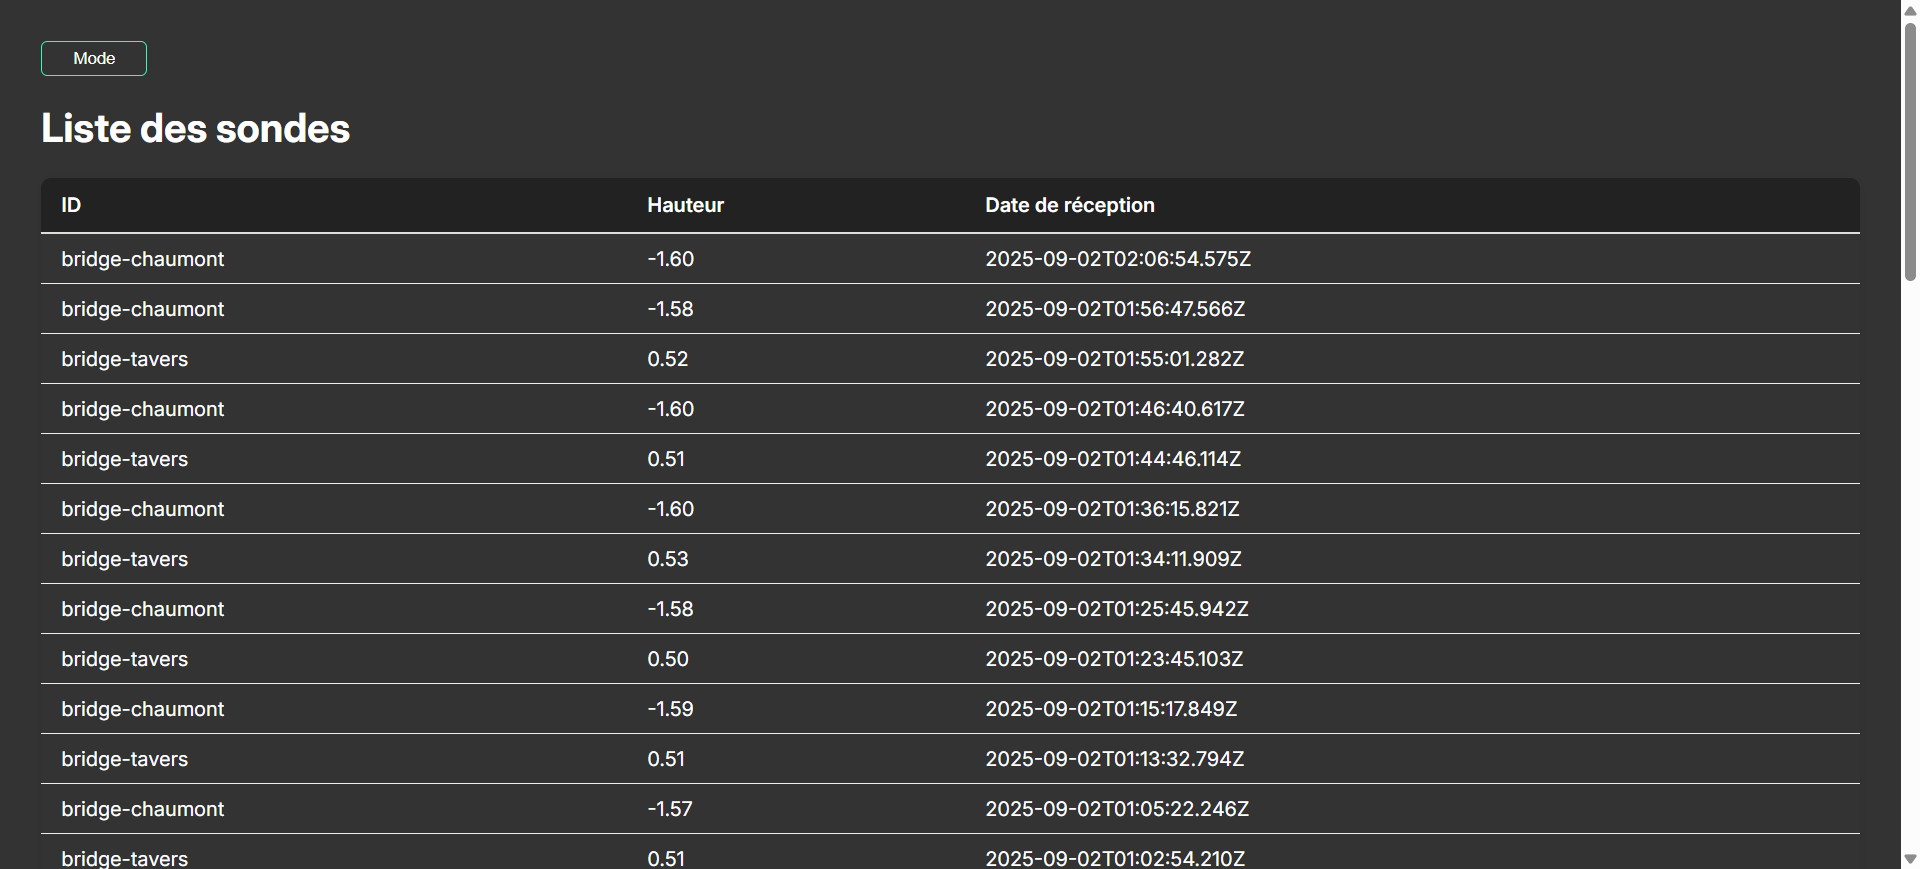 Mode
Liste des sondes
ID Hauteur Date de réception
bridge-chaumont -1.60 2025-09-02T02:06:54.575Z
bridge-chaumont -1.58 2025-09-02T01:56:47.566Z
bridge-tavers 0.52 2025-09-02T01:55:01.282Z
bridge-chaumont -1.60 2025-09-02T01:46:40.617Z
bridge-tavers 0.51 2025-09-02T01:44:46.114Z
bridge-chaumont -1.60 2025-09-02T01:36:15.821Z
bridge-tavers 0.53 2025-09-02T01:34:11.909Z
bridge-chaumont -1.58 2025-09-02T01:25:45.942Z
bridge-tavers 0.50 2025-09-02T01:23:45.103Z
bridge-chaumont -1.59 2025-09-02T01:15:17.849Z
bridge-tavers 0.51 2025-09-02T01:13:32.794Z
bridge-chaumont -1.57 2025-09-02T01:05:22.246Z
bridge-tavers 0.51 2025-09-02T01:02:54.210Z